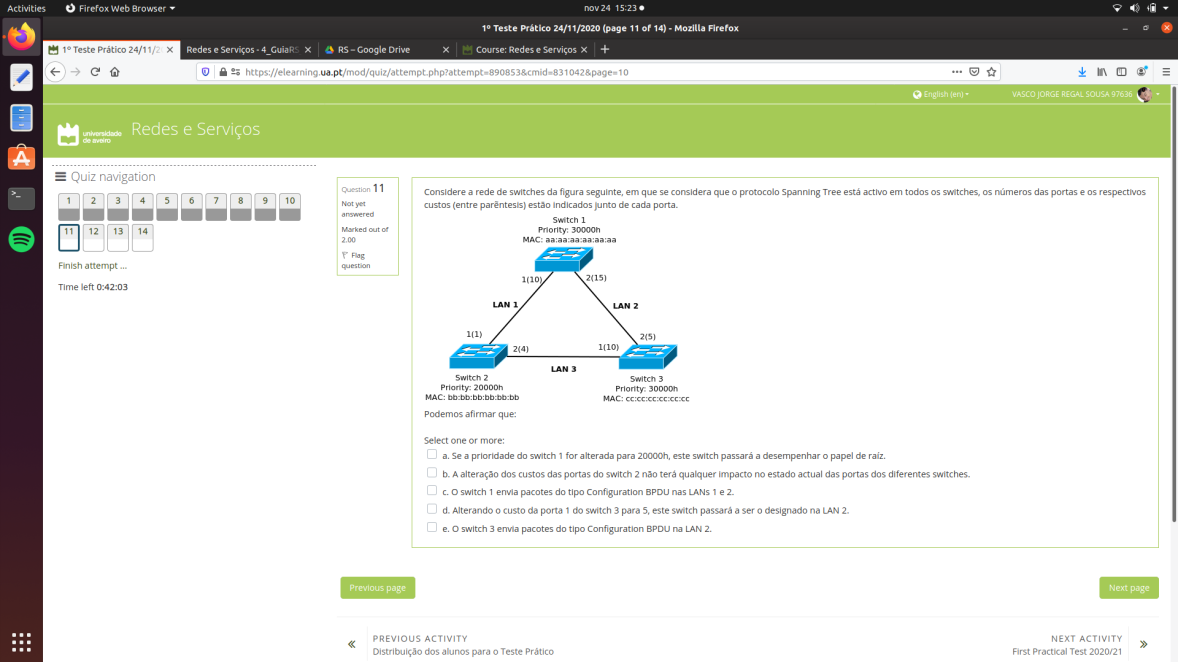 Activities
Firefox Web Browser
nov 24 15:23
1º Teste Prático 24/11/2020 (page 11 of 14) - Mozilla Firefox
1º Teste Prático 24/11/2
Redes e Serviços - 4_GuiaRS
RS – Google Drive
Course: Redes e Serviços
https://elearning.ua.pt/mod/quiz/attempt.php?attempt=890853&cmid=831042&page=10
English (en)
VASCO JORGE REGAL SOUSA 97636
universidade
de aveiro
Redes e Serviços
Quiz navigation
1 2 3 4 5 6 7 8 9 10
11 12 13 14
Finish attempt ...
Time left 0:42:03
Question 11
Not yet
answered
Marked out of
2.00
Flag
question
Considere a rede de switches da figura seguinte, em que se considera que o protocolo Spanning Tree está activo em todos os switches, os números das portas e os respectivos
custos (entre parêntesis) estão indicados junto de cada porta.
Switch 1
Priority: 30000h
MAC: aa:aa:aa:aa:aa:aa
1(10)
2(15)
LAN 1
LAN 2
1(1)
2(4)
1(10)
2(5)
LAN 3
Switch 2
Priority: 20000h
MAC: bb:bb:bb:bb:bb:bb
Switch 3
Priority: 30000h
MAC: cc:cc:cc:cc:cc:cc
Podemos afirmar que:
Select one or more:
a. Se a prioridade do switch 1 for alterada para 20000h, este switch passará a desempenhar o papel de raíz.
b. A alteração dos custos das portas do switch 2 não terá qualquer impacto no estado actual das portas dos diferentes switches.
c. O switch 1 envia pacotes do tipo Configuration BPDU nas LANs 1 e 2.
d. Alterando o custo da porta 1 do switch 3 para 5, este switch passará a ser o designado na LAN 2.
e. O switch 3 envia pacotes do tipo Configuration BPDU na LAN 2.
Previous page
Next page
PREVIOUS ACTIVITY
Distribuição dos alunos para o Teste Prático
NEXT ACTIVITY
First Practical Test 2020/21